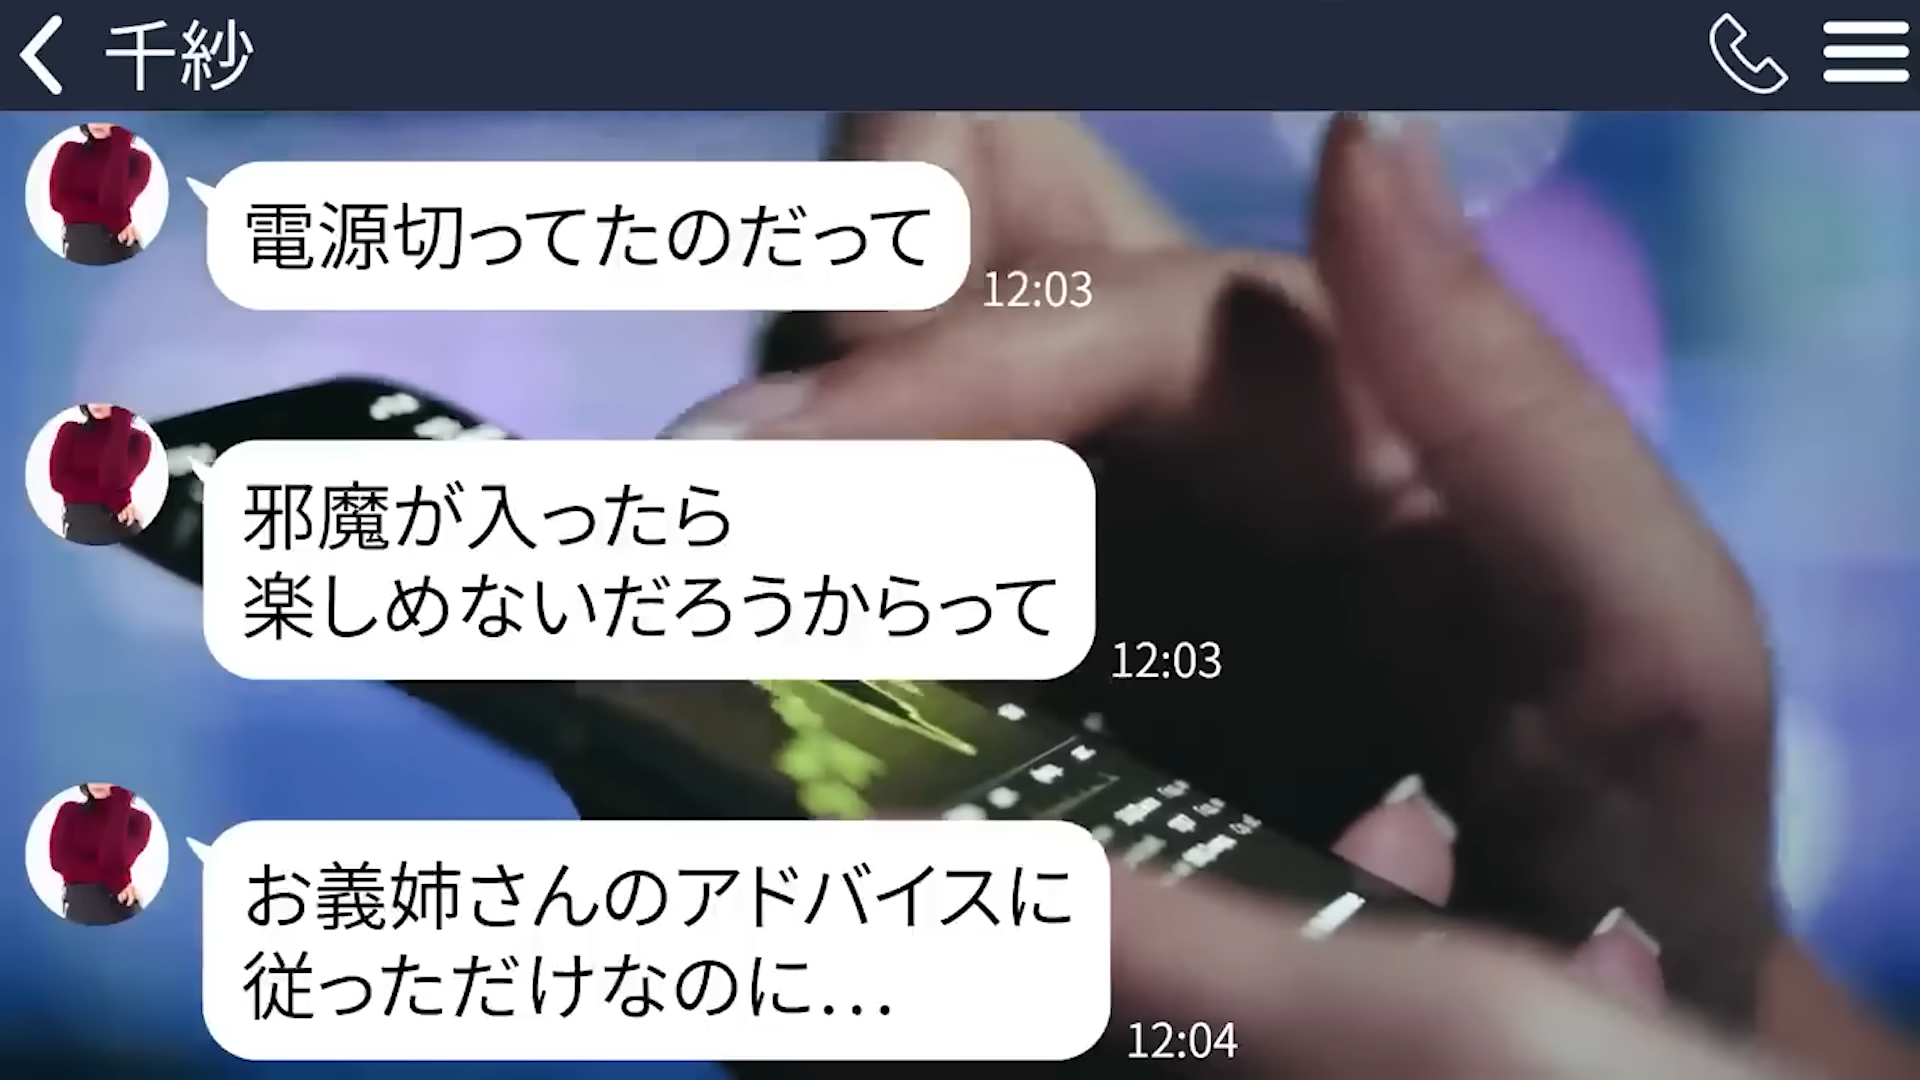 千紗
電源切ってたのだって
12:03
邪魔が入ったら
楽しめないだろうからって
12:03
お義姉さんのアドバイスに
従っただけなのに…
12:04